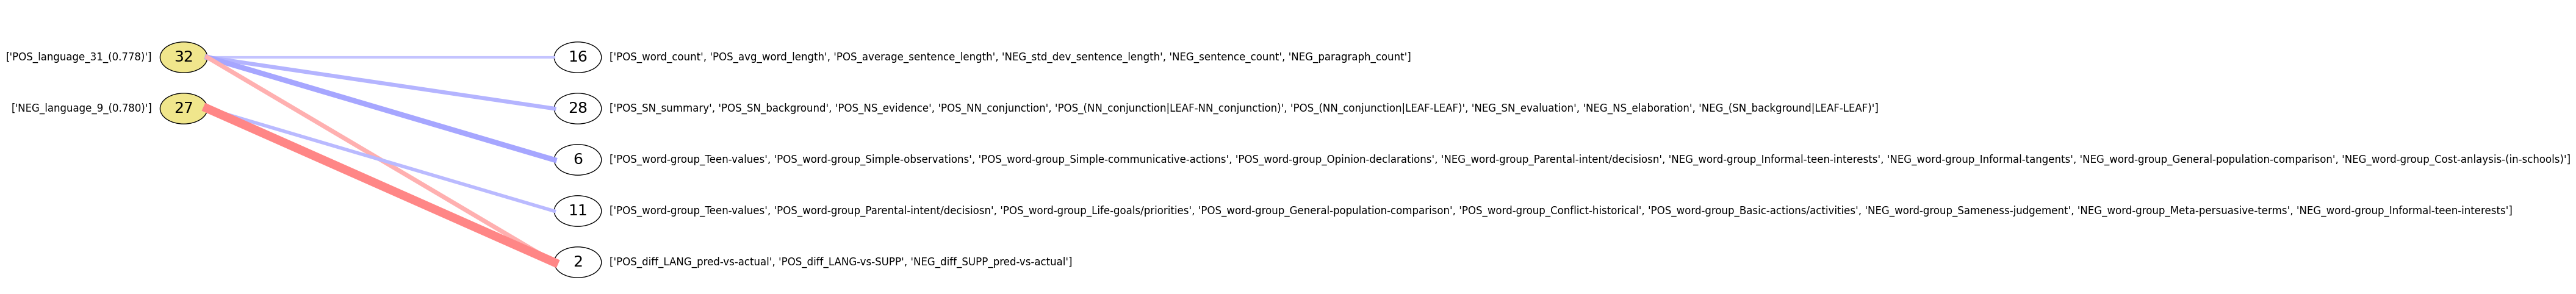 ['POS_language_31_(0.778)'] 32 16 ['POS_word_count', 'POS_avg_word_length', 'POS_average_sentence_length', 'NEG_std_dev_sentence_length', 'NEG_sentence_count', 'NEG_paragraph_count']
['NEG_language_9_(0.780)'] 27 28 ['POS_SN_summary', 'POS_SN_background', 'POS_NS_evidence', 'POS_NN_conjunction', 'POS_(NN_conjunction|LEAF-NN_conjunction)', 'POS_(NN_conjunction|LEAF-LEAF)', 'NEG_SN_evaluation', 'NEG_NS_elaboration', 'NEG_(SN_background|LEAF-LEAF)']
6 ['POS_word-group_Teen-values', 'POS_word-group_Simple-observations', 'POS_word-group_Simple-communicative-actions', 'POS_word-group_Opinion-declarations', 'NEG_word-group_Parental-intent/decisiosn', 'NEG_word-group_Informal-teen-interests', 'NEG_word-group_Informal-tangents', 'NEG_word-group_General-population-comparison', 'NEG_word-group_Cost-anlaysis-(in-schools)']
11 ['POS_word-group_Teen-values', 'POS_word-group_Parental-intent/decisiosn', 'POS_word-group_Life-goals/priorities', 'POS_word-group_General-population-comparison', 'POS_word-group_Conflict-historical', 'POS_word-group_Basic-actions/activities', 'NEG_word-group_Sameness-judgement', 'NEG_word-group_Meta-persuasive-terms', 'NEG_word-group_Informal-teen-interests']
2 ['POS_diff_LANG_pred-vs-actual', 'POS_diff_LANG-vs-SUPP', 'NEG_diff_SUPP_pred-vs-actual']